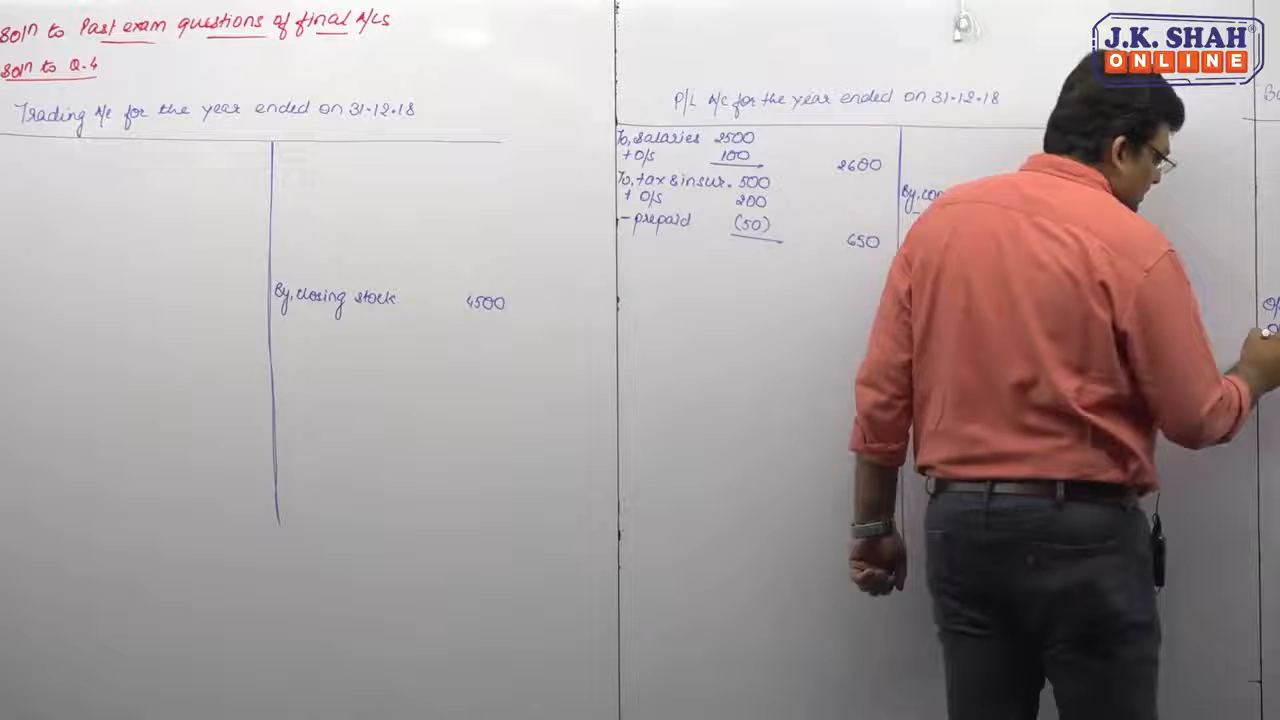 Soln to Past exam questions of final A/cs
Soln to Q.4
Trading A/c for the year ended on 31.12.18
By, closing stock 4500
P/L A/c for the year ended on 31.12.18
To, salaries 2500
+ O/s 100 2600
To, tax & insur. 500
+ O/s 200
- prepaid (50) 650
By,
J.K. SHAH®
ONLINE